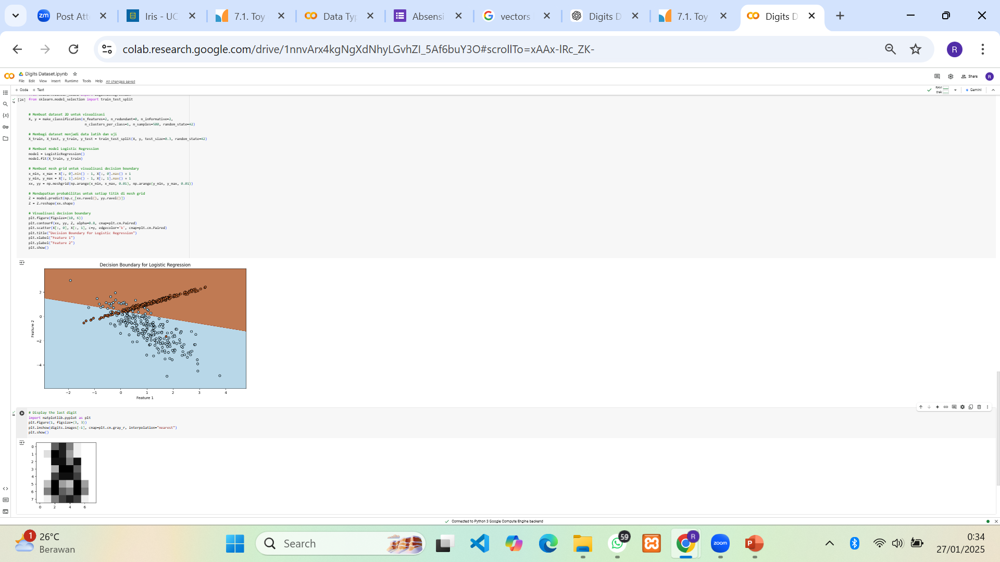 Post Att
Iris - UC
7.1. Toy
Data Ty
Absensi
vectors
Digits D
7.1. Toy
Digits D
colab.research.google.com/drive/1nnvArx4kgNgXdNhyLGvhZI_5Af6buY3O#scrollTo=xAAx-lRc_ZK-
R
Digits Dataset.ipynb
File Edit View Insert Runtime Tools Help All changes saved
Share
R
+ Code + Text
RAM
Disk
Gemini
[24] from sklearn.model_selection import train_test_split
# Membuat dataset 2D untuk visualisasi
X, y = make_classification(n_features=2, n_redundant=0, n_informative=2,
n_clusters_per_class=1, n_samples=500, random_state=42)
# Membagi dataset menjadi data latih dan uji
X_train, X_test, y_train, y_test = train_test_split(X, y, test_size=0.3, random_state=42)
# Membuat model Logistic Regression
model = LogisticRegression()
model.fit(X_train, y_train)
# Membuat mesh grid untuk visualisasi decision boundary
x_min, x_max = X[:, 0].min() - 1, X[:, 0].max() + 1
y_min, y_max = X[:, 1].min() - 1, X[:, 1].max() + 1
xx, yy = np.meshgrid(np.arange(x_min, x_max, 0.01), np.arange(y_min, y_max, 0.01))
# Mendapatkan probabilitas untuk setiap titik di mesh grid
Z = model.predict(np.c_[xx.ravel(), yy.ravel()])
Z = Z.reshape(xx.shape)
# Visualisasi decision boundary
plt.figure(figsize=(10, 6))
plt.contourf(xx, yy, Z, alpha=0.8, cmap=plt.cm.Paired)
plt.scatter(X[:, 0], X[:, 1], c=y, edgecolor='k', cmap=plt.cm.Paired)
plt.title("Decision Boundary for Logistic Regression")
plt.xlabel("Feature 1")
plt.ylabel("Feature 2")
plt.show()
Decision Boundary for Logistic Regression
2
0
−2
−4
Feature 2
−2 −1 0 1 2 3 4
Feature 1
# Display the last digit
import matplotlib.pyplot as plt
plt.figure(1, figsize=(3, 3))
plt.imshow(digits.images[-1], cmap=plt.cm.gray_r, interpolation="nearest")
plt.show()
0
1
2
3
4
5
6
7
0 2 4 6
Connected to Python 3 Google Compute Engine backend
1
26°C
Berawan
Search
59
R
zoom
0:34
27/01/2025